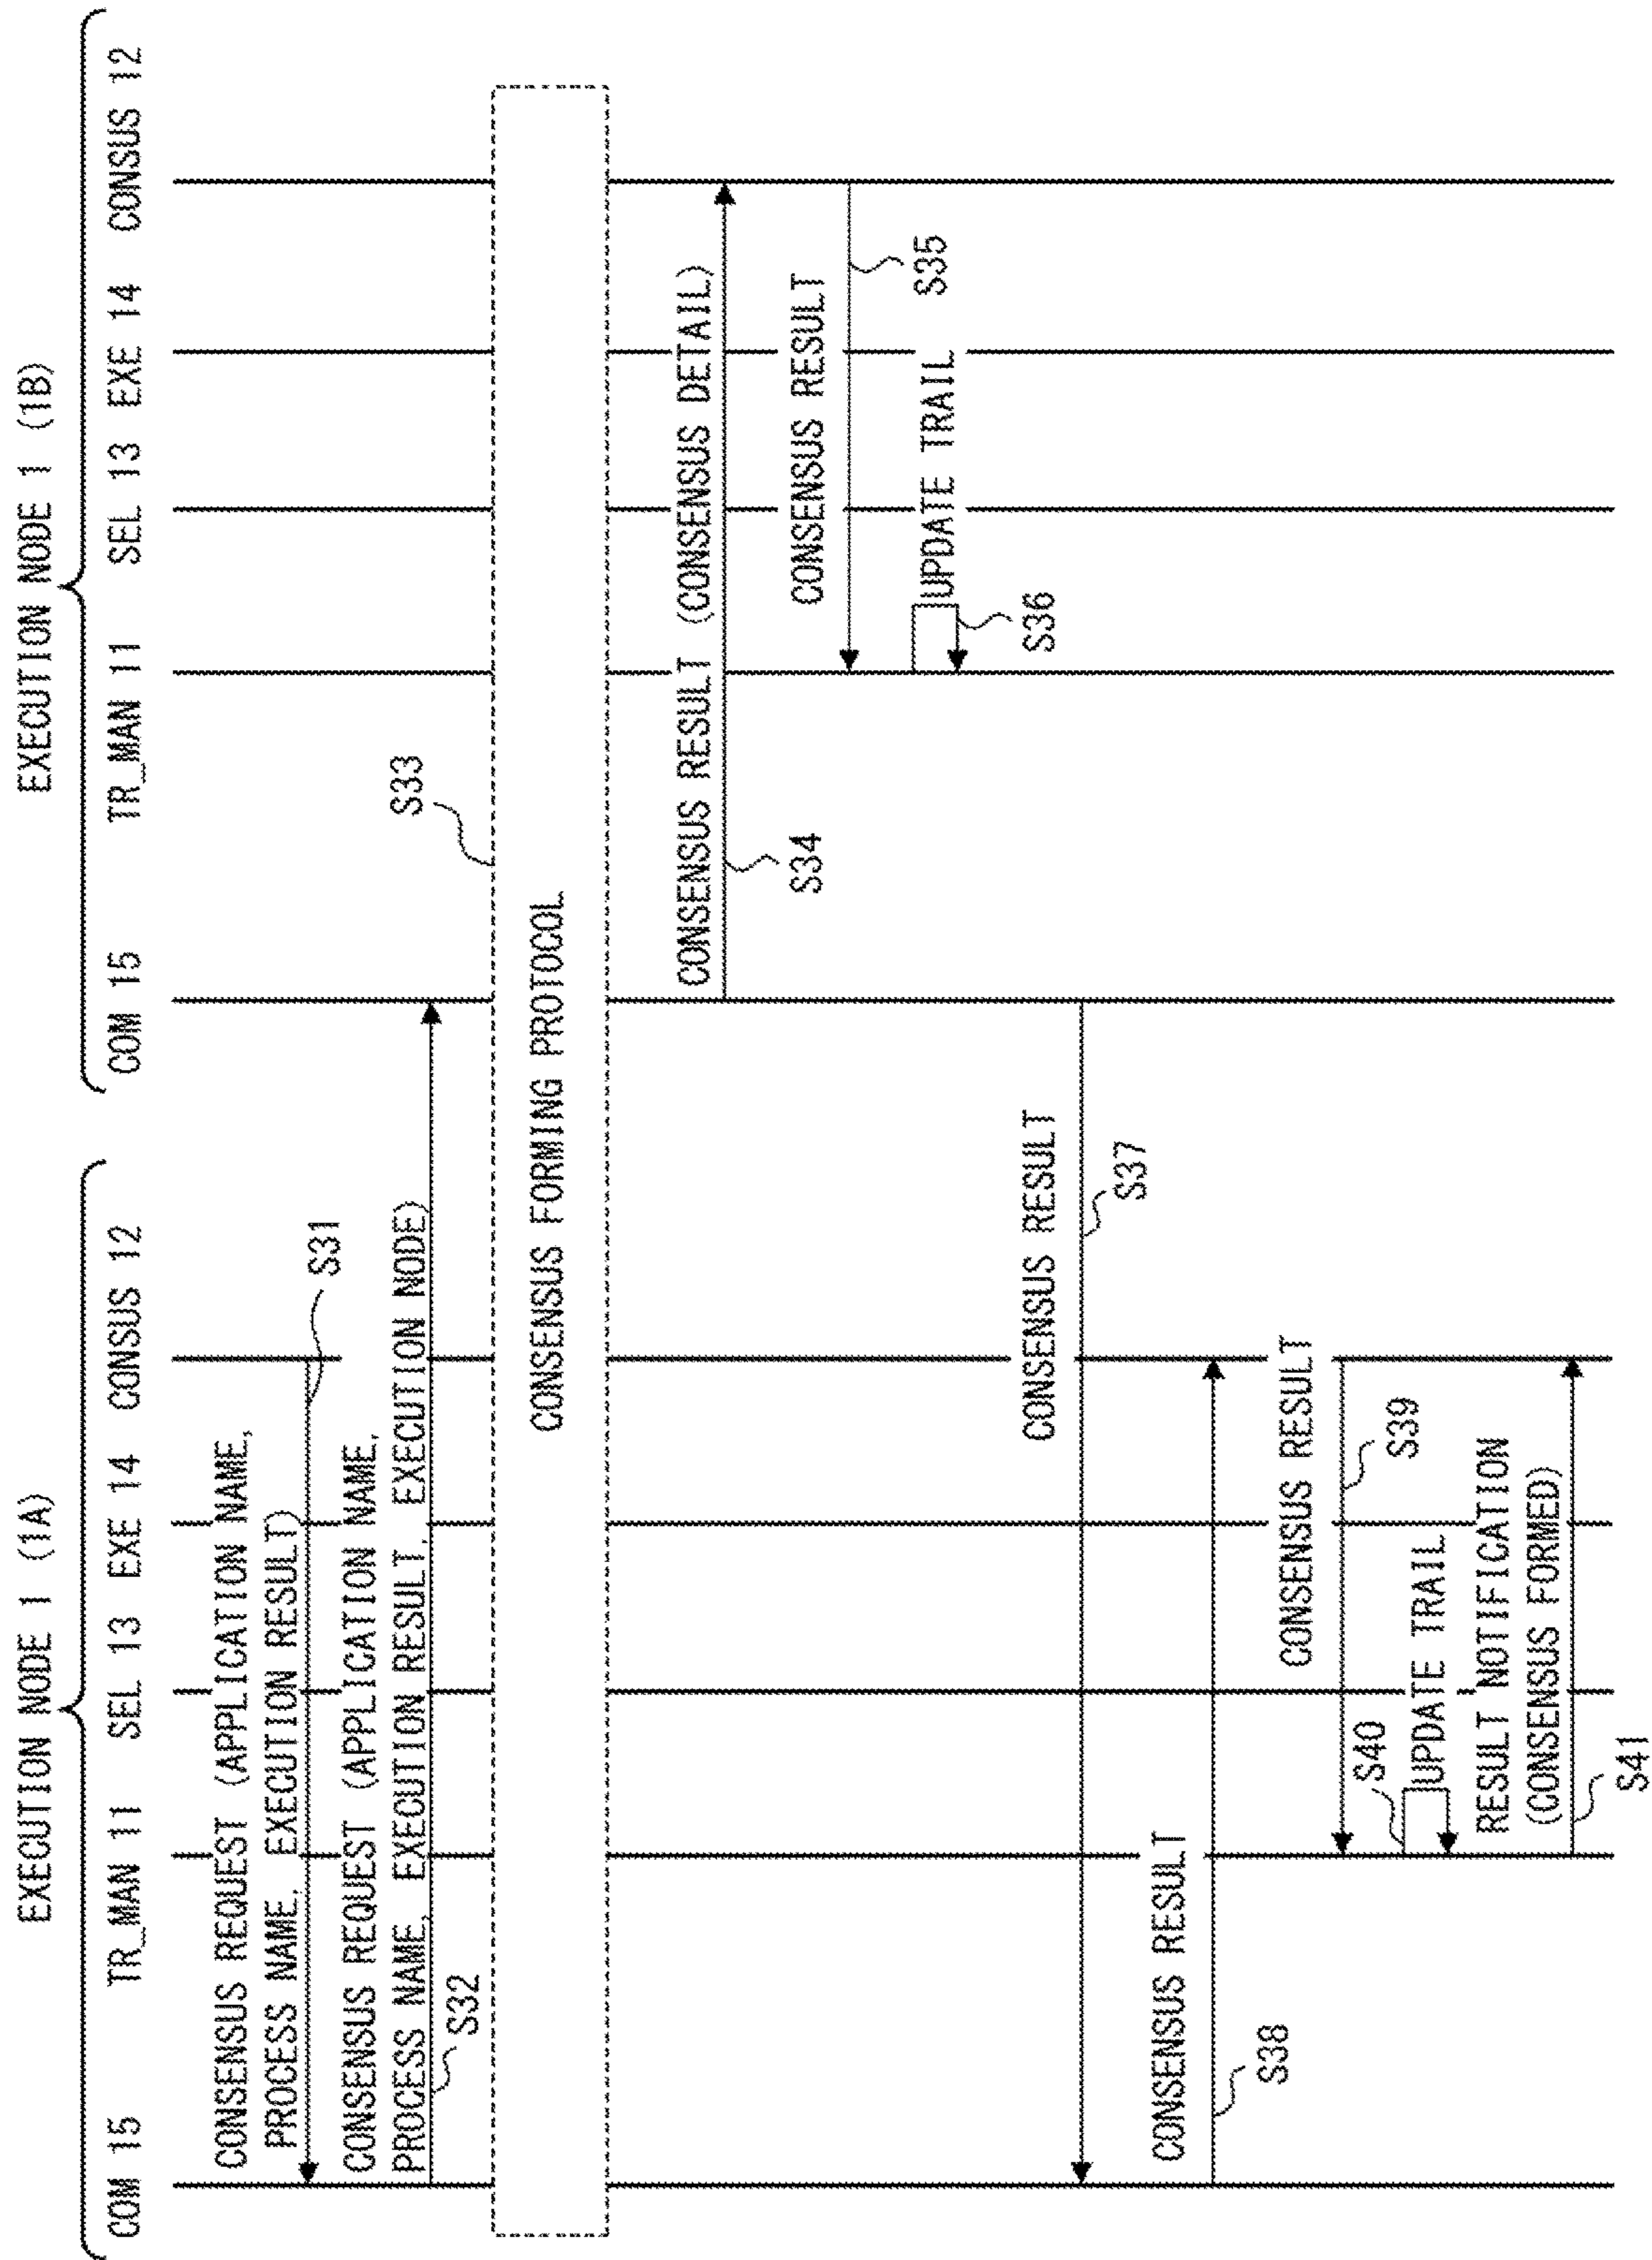 EXECUTION NODE 1 (1A)
EXECUTION NODE 1 (1B)
COM 15
TR_MAN 11
SEL 13
EXE 14
CONSUS 12
COM 15
TR_MAN 11
SEL 13
EXE 14
CONSUS 12
CONSENSUS REQUEST (APPLICATION NAME,
PROCESS NAME, EXECUTION RESULT)
S31
CONSENSUS REQUEST (APPLICATION NAME,
PROCESS NAME, EXECUTION RESULT, EXECUTION NODE)
S32
S33
CONSENSUS FORMING PROTOCOL
CONSENSUS RESULT (CONSENSUS DETAIL)
S34
CONSENSUS RESULT
S35
UPDATE TRAIL
S36
CONSENSUS RESULT
S37
CONSENSUS RESULT
S38
CONSENSUS RESULT
S39
S40
UPDATE TRAIL
RESULT NOTIFICATION
(CONSENSUS FORMED)
S41